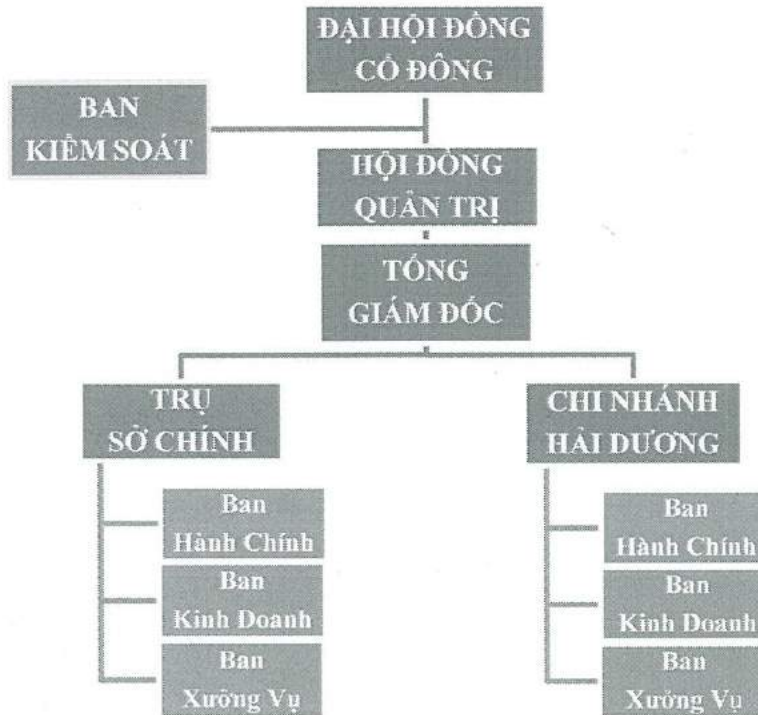 ĐẠI HỘI ĐỒNG
CỔ ĐÔNG
BAN
KIỂM SOÁT
HỘI ĐỒNG
QUẢN TRỊ
TỔNG
GIÁM ĐỐC
TRỤ
SỞ CHÍNH
Ban
Hành Chính
Ban
Kinh Doanh
Ban
Xưởng Vụ
CHI NHÁNH
HẢI DƯƠNG
Ban
Hành Chính
Ban
Kinh Doanh
Ban
Xưởng Vụ